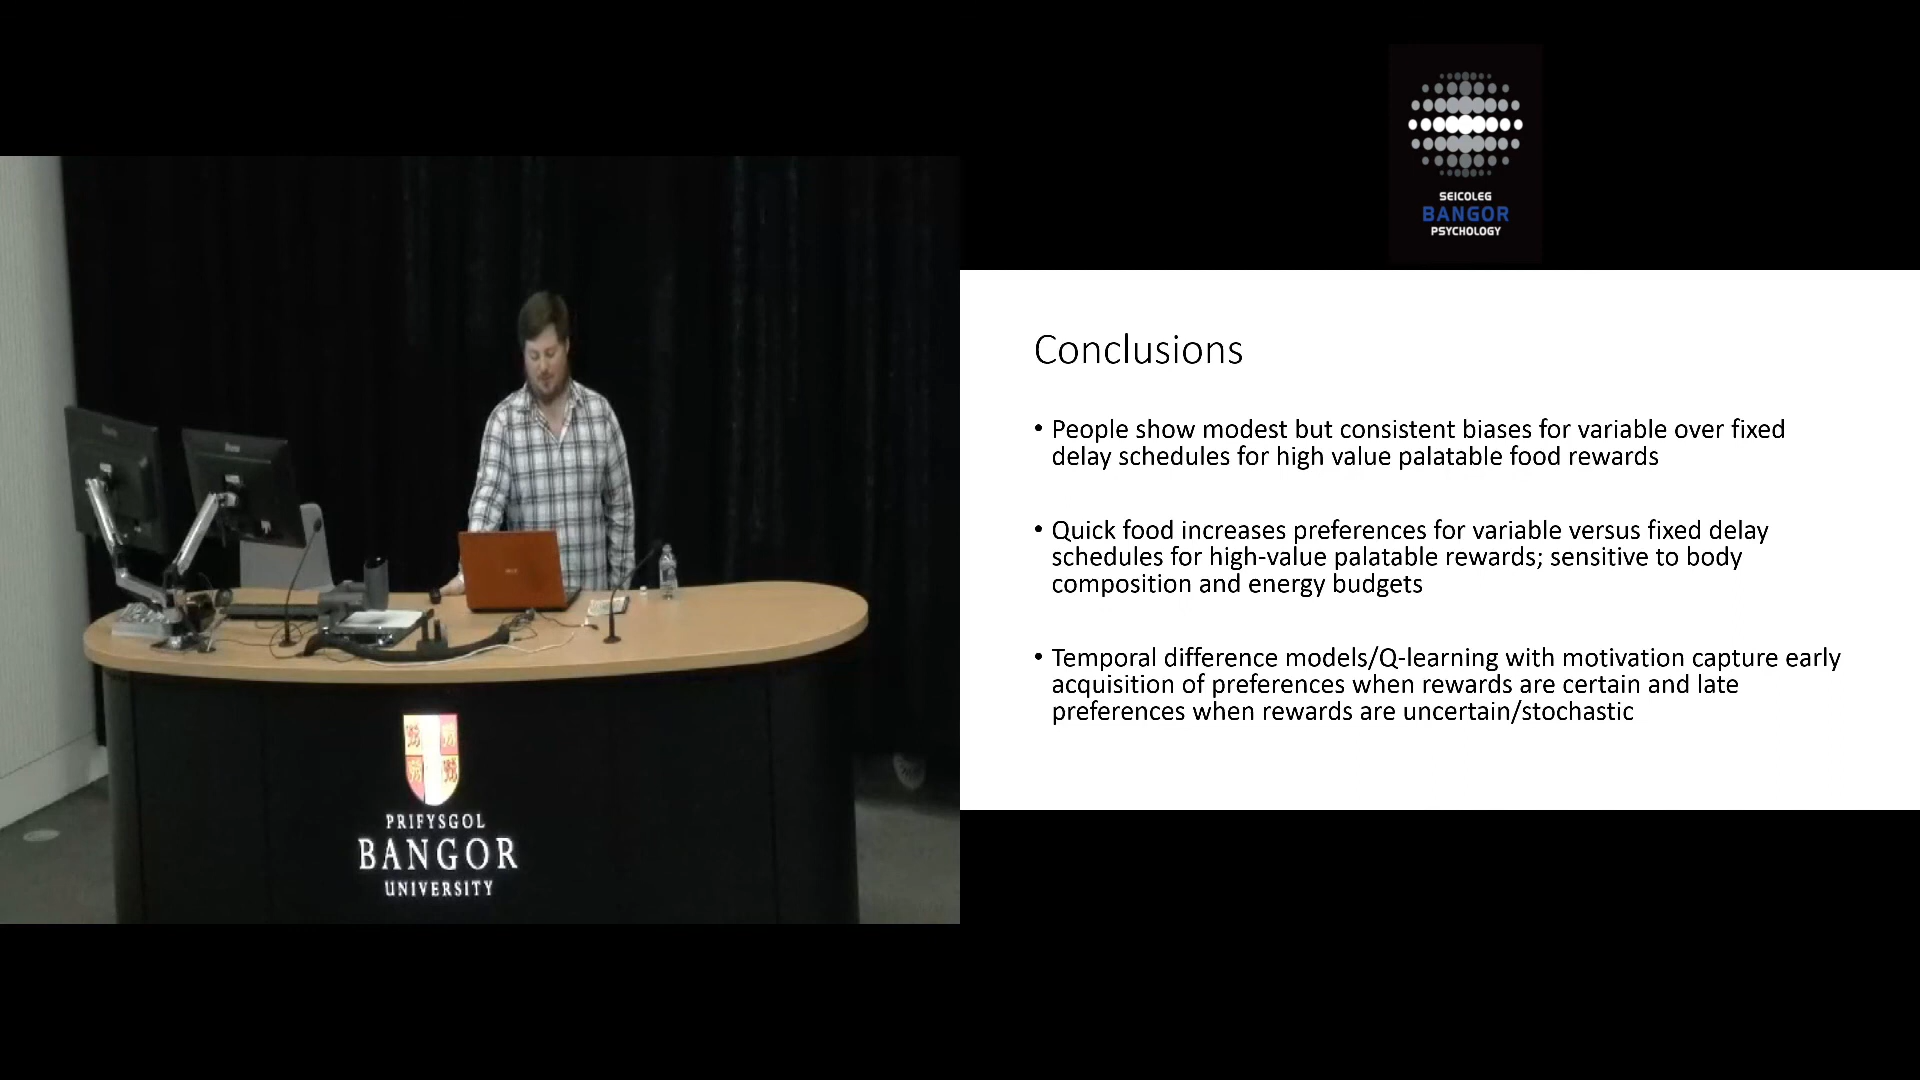 SEICOLEG
BANGOR
PSYCHOLOGY
Conclusions
• People show modest but consistent biases for variable over fixed
delay schedules for high value palatable food rewards
• Quick food increases preferences for variable versus fixed delay
schedules for high-value palatable rewards; sensitive to body
composition and energy budgets
• Temporal difference models/Q-learning with motivation capture early
acquisition of preferences when rewards are certain and late
preferences when rewards are uncertain/stochastic
PRIFYSGOL
BANGOR
UNIVERSITY